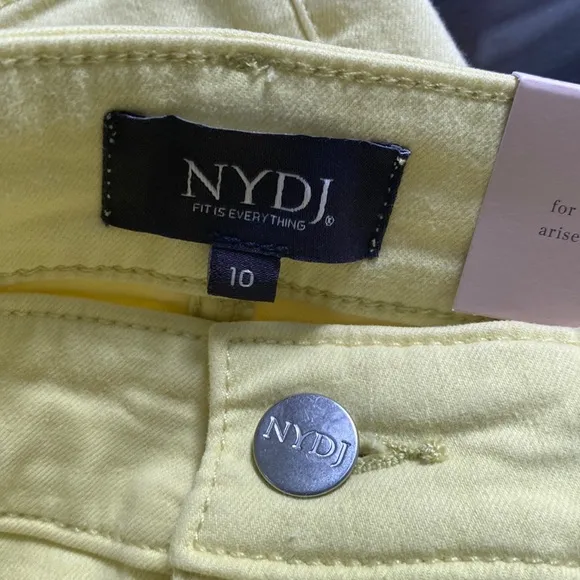 NYDJ®
FIT IS EVERYTHING
10
for
arise
NYDJ